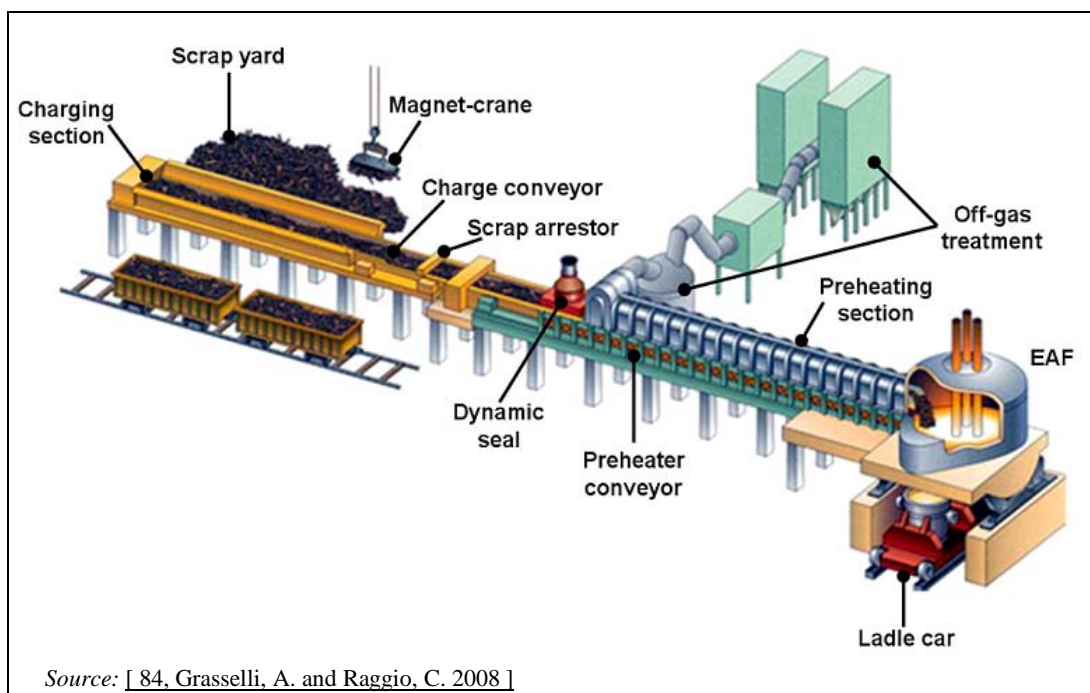 Scrap yard
Charging
section
Magnet-crane
Charge conveyor
Scrap arrestor
Off-gas
treatment
Preheating
section
EAF
Dynamic
seal
Preheater
conveyor
Ladle car
Source: [ 84, Grasselli, A. and Raggio, C. 2008 ]